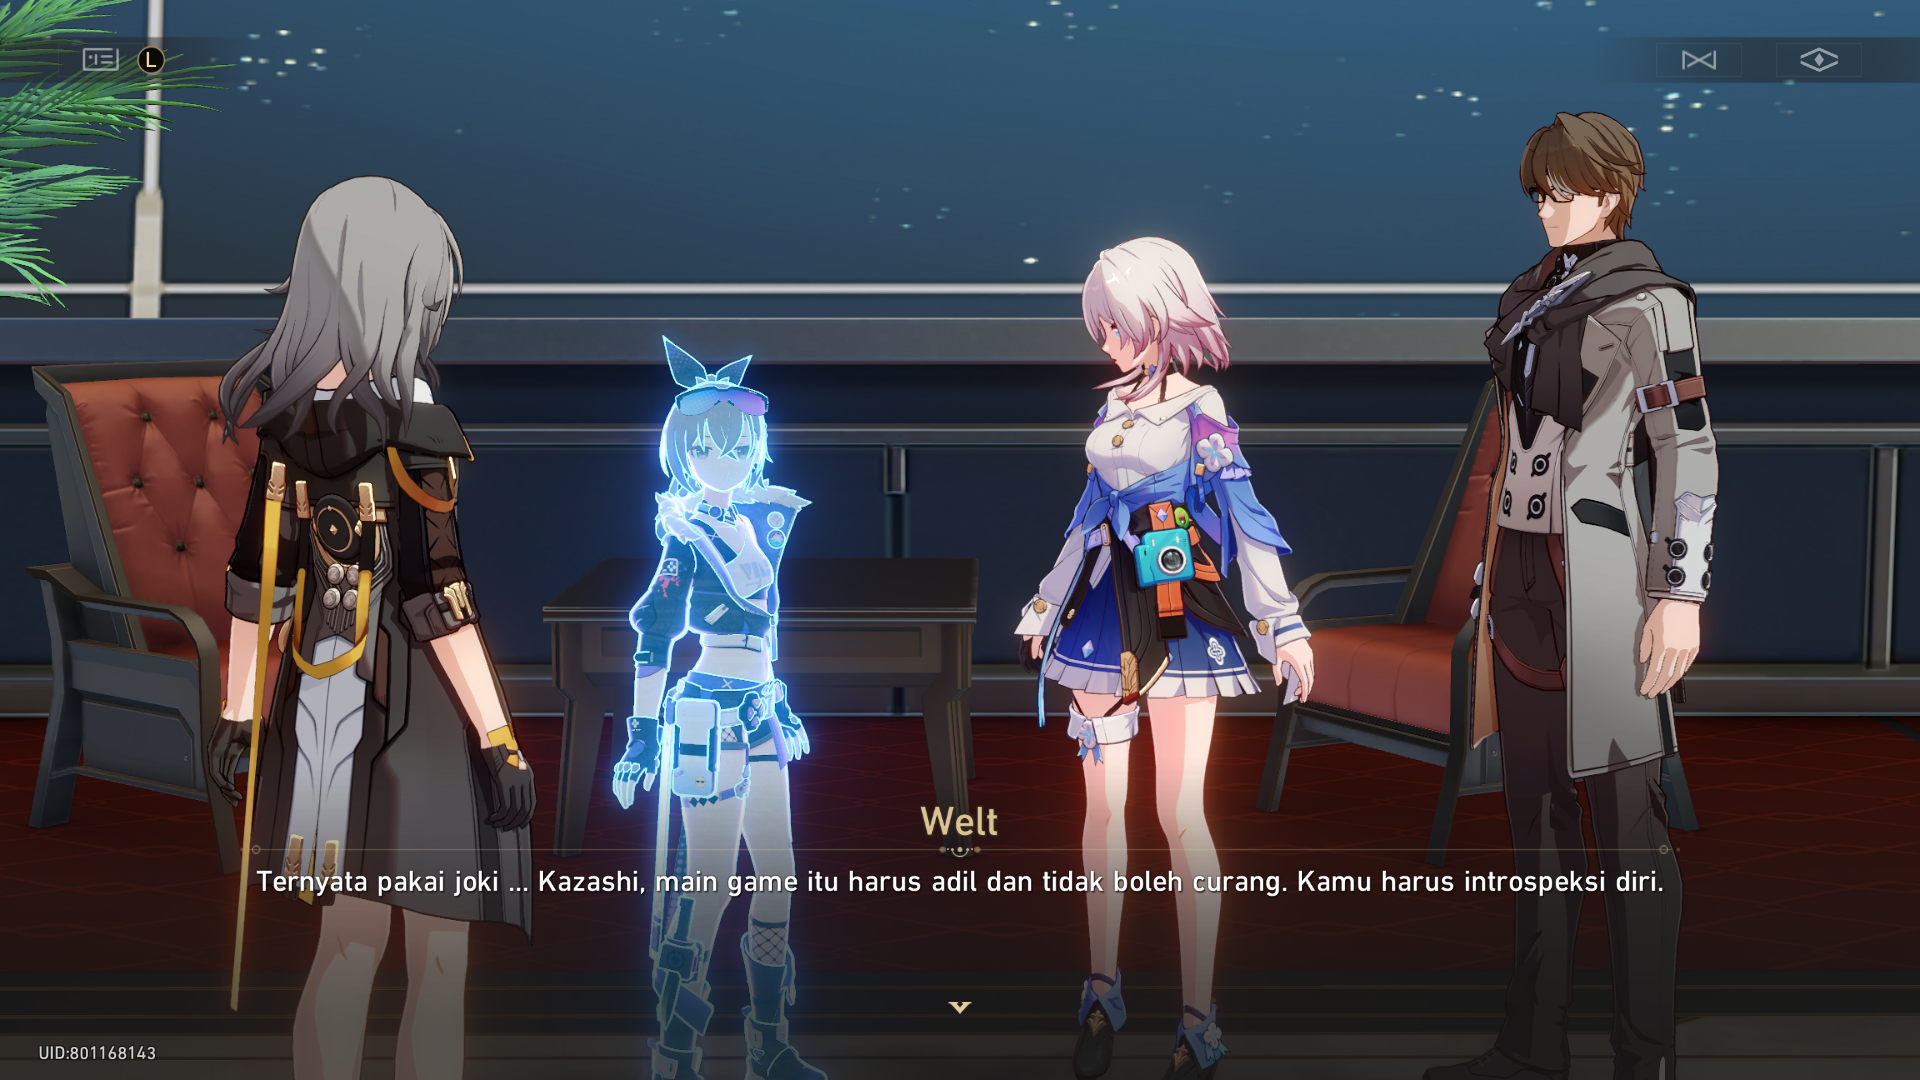 L
Welt
Ternyata pakai joki ... Kazashi, main game itu harus adil dan tidak boleh curang. Kamu harus introspeksi diri.
UID:801168143